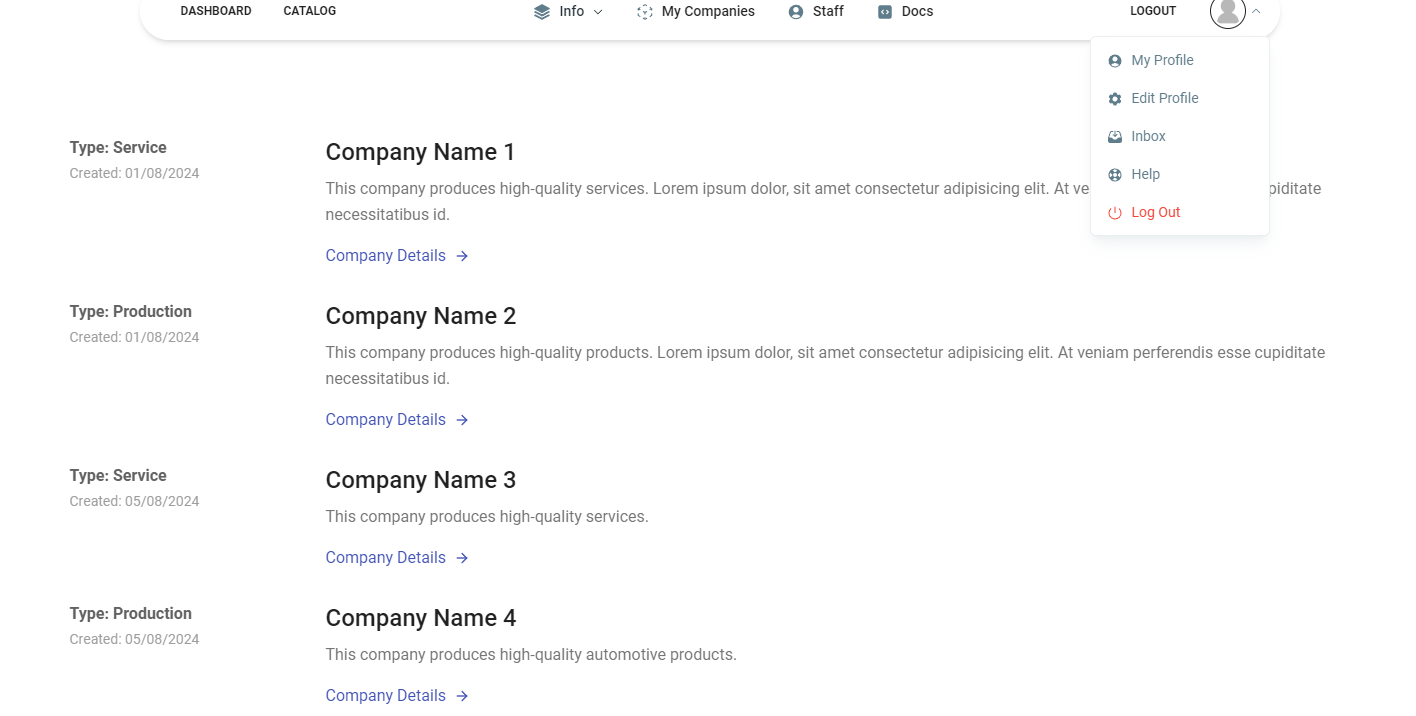 DASHBOARD CATALOG Info My Companies Staff Docs LOGOUT
My Profile
Edit Profile
Inbox
Help
Log Out
Type: Service
Created: 01/08/2024
Company Name 1
This company produces high-quality services. Lorem ipsum dolor, sit amet consectetur adipisicing elit. At
necessitatibus id.
Company Details
Type: Production
Created: 01/08/2024
Company Name 2
This company produces high-quality products. Lorem ipsum dolor, sit amet consectetur adipisicing elit. At veniam perferendis esse cupiditate
necessitatibus id.
Company Details
Type: Service
Created: 05/08/2024
Company Name 3
This company produces high-quality services.
Company Details
Type: Production
Created: 05/08/2024
Company Name 4
This company produces high-quality automotive products.
Company Details